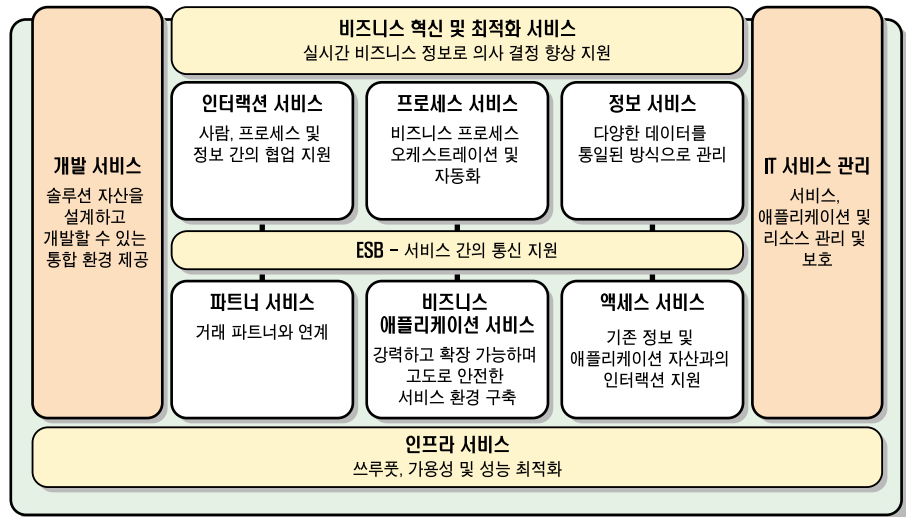 비즈니스 혁신 및 최적화 서비스
실시간 비즈니스 정보로 의사 결정 향상 지원
개발 서비스
솔루션 자산을
설계하고
개발할 수 있는
통합 환경 제공
인터랙션 서비스
사람, 프로세스 및
정보 간의 협업 지원
프로세스 서비스
비즈니스 프로세스
오케스트레이션 및
자동화
정보 서비스
다양한 데이터를
통일된 방식으로 관리
IT 서비스 관리
서비스,
애플리케이션 및
리소스 관리 및
보호
ESB - 서비스 간의 통신 지원
파트너 서비스
거래 파트너와 연계
비즈니스
애플리케이션 서비스
강력하고 확장 가능하며
고도로 안전한
서비스 환경 구축
액세스 서비스
기존 정보 및
애플리케이션 자산과의
인터랙션 지원
인프라 서비스
쓰루풋, 가용성 및 성능 최적화